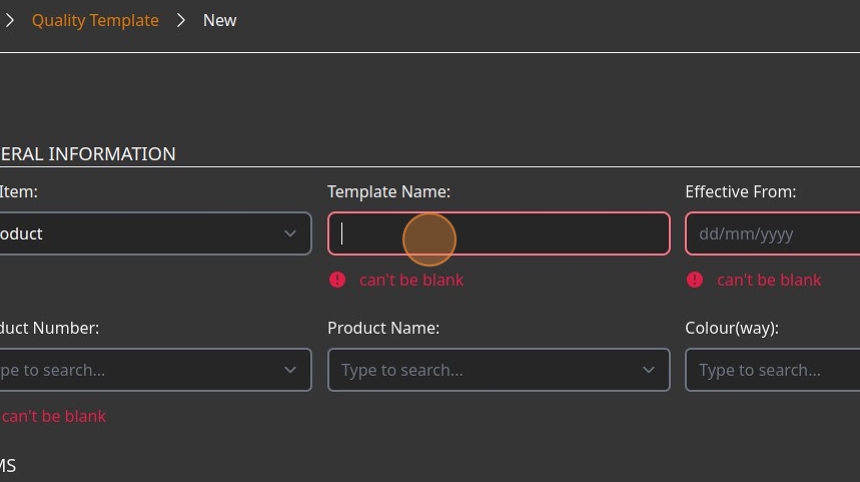 Quality Template New
ERAL INFORMATION
Item: Template Name: Effective From:
oduct dd/mm/yyyy
can't be blank can't be blank
duct Number: Product Name: Colour(way):
pe to search... Type to search... Type to search...
can't be blank
MS